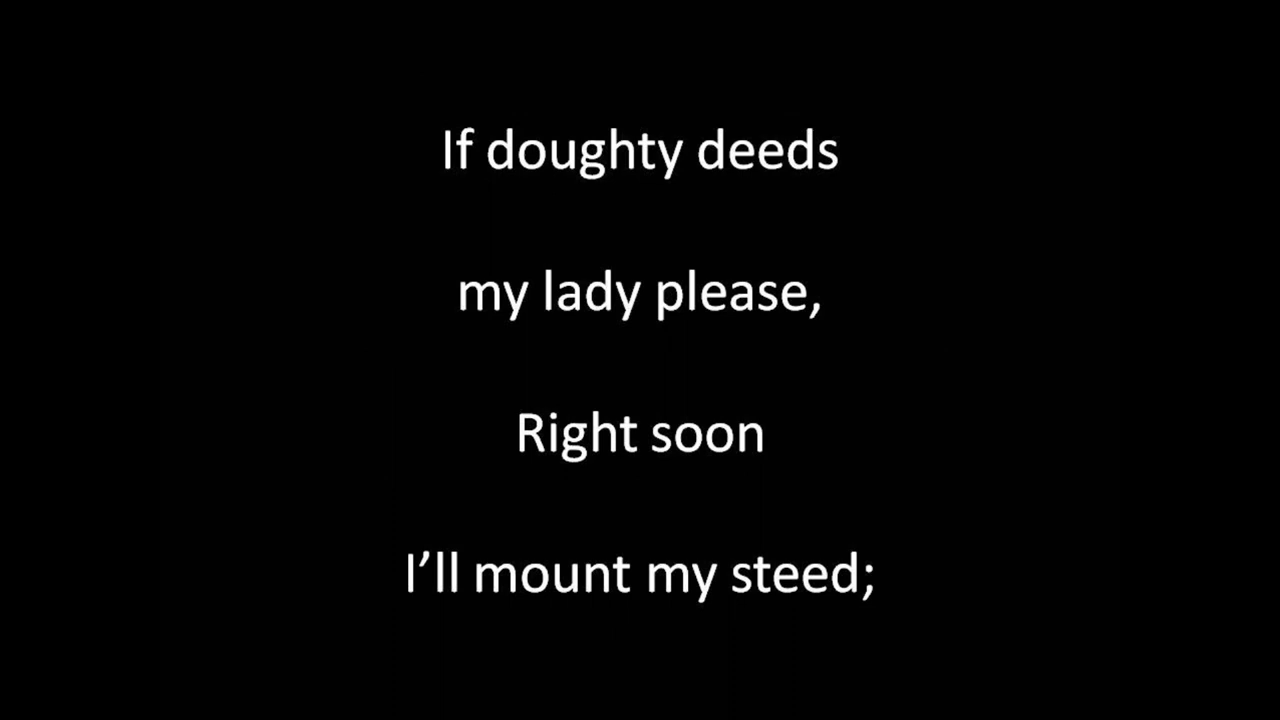 If doughty deeds
my lady please,
Right soon
I’ll mount my steed;